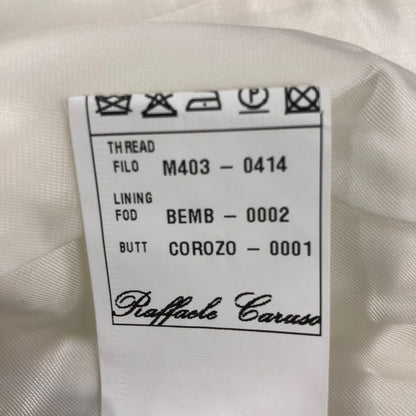 THREAD
FILO M403 - 0414
LINING
FOD BEMB - 0002
BUTT COROZO - 0001
Raffaele Caruso